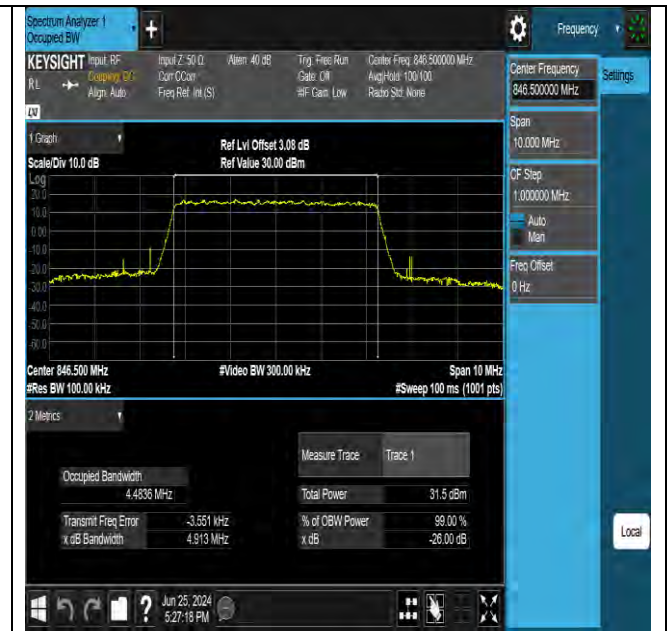 Spectrum Analyzer 1
Occupied BW
Frequency
KEYSIGHT Input: RF
Coupling: DC
Align: Auto
RL
Input Z: 50 Ω
Corr CCorr
Freq Ref: Int (S)
Atten: 40 dB
Trig: Free Run
Gate: Off
#IF Gain: Low
Center Freq: 846.500000 MHz
Avg|Hold: 100/100
Radio Std: None
Center Frequency
846.500000 MHz
Settings
Span
10.000 MHz
CF Step
1.000000 MHz
Auto
Man
Freq Offset
0 Hz
Local
1 Graph
Scale/Div 10.0 dB
Ref Lvl Offset 3.08 dB
Ref Value 30.00 dBm
Log
20.0
10.0
0.00
-10.0
-20.0
-30.0
-40.0
-50.0
-60.0
Center 846.500 MHz
#Video BW 300.00 kHz
Span 10 MHz
#Res BW 100.00 kHz
#Sweep 100 ms (1001 pts)
2 Metrics
Measure Trace Trace 1
Occupied Bandwidth
4.4836 MHz
Total Power 31.5 dBm
Transmit Freq Error -3.551 kHz
% of OBW Power 99.00 %
x dB Bandwidth 4.913 MHz
x dB -26.00 dB
?
Jun 25, 2024
5:27:18 PM